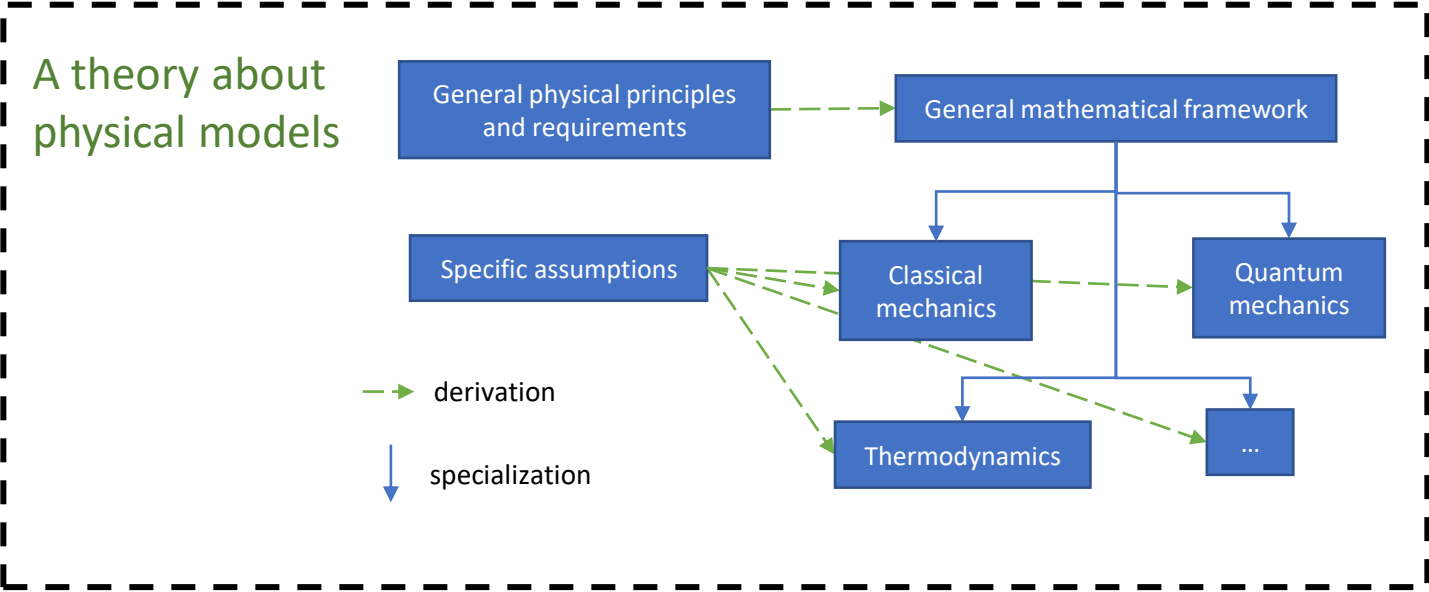 A theory about
physical models
General physical principles
and requirements
General mathematical framework
Specific assumptions
Classical
mechanics
Quantum
mechanics
derivation
specialization
Thermodynamics
...